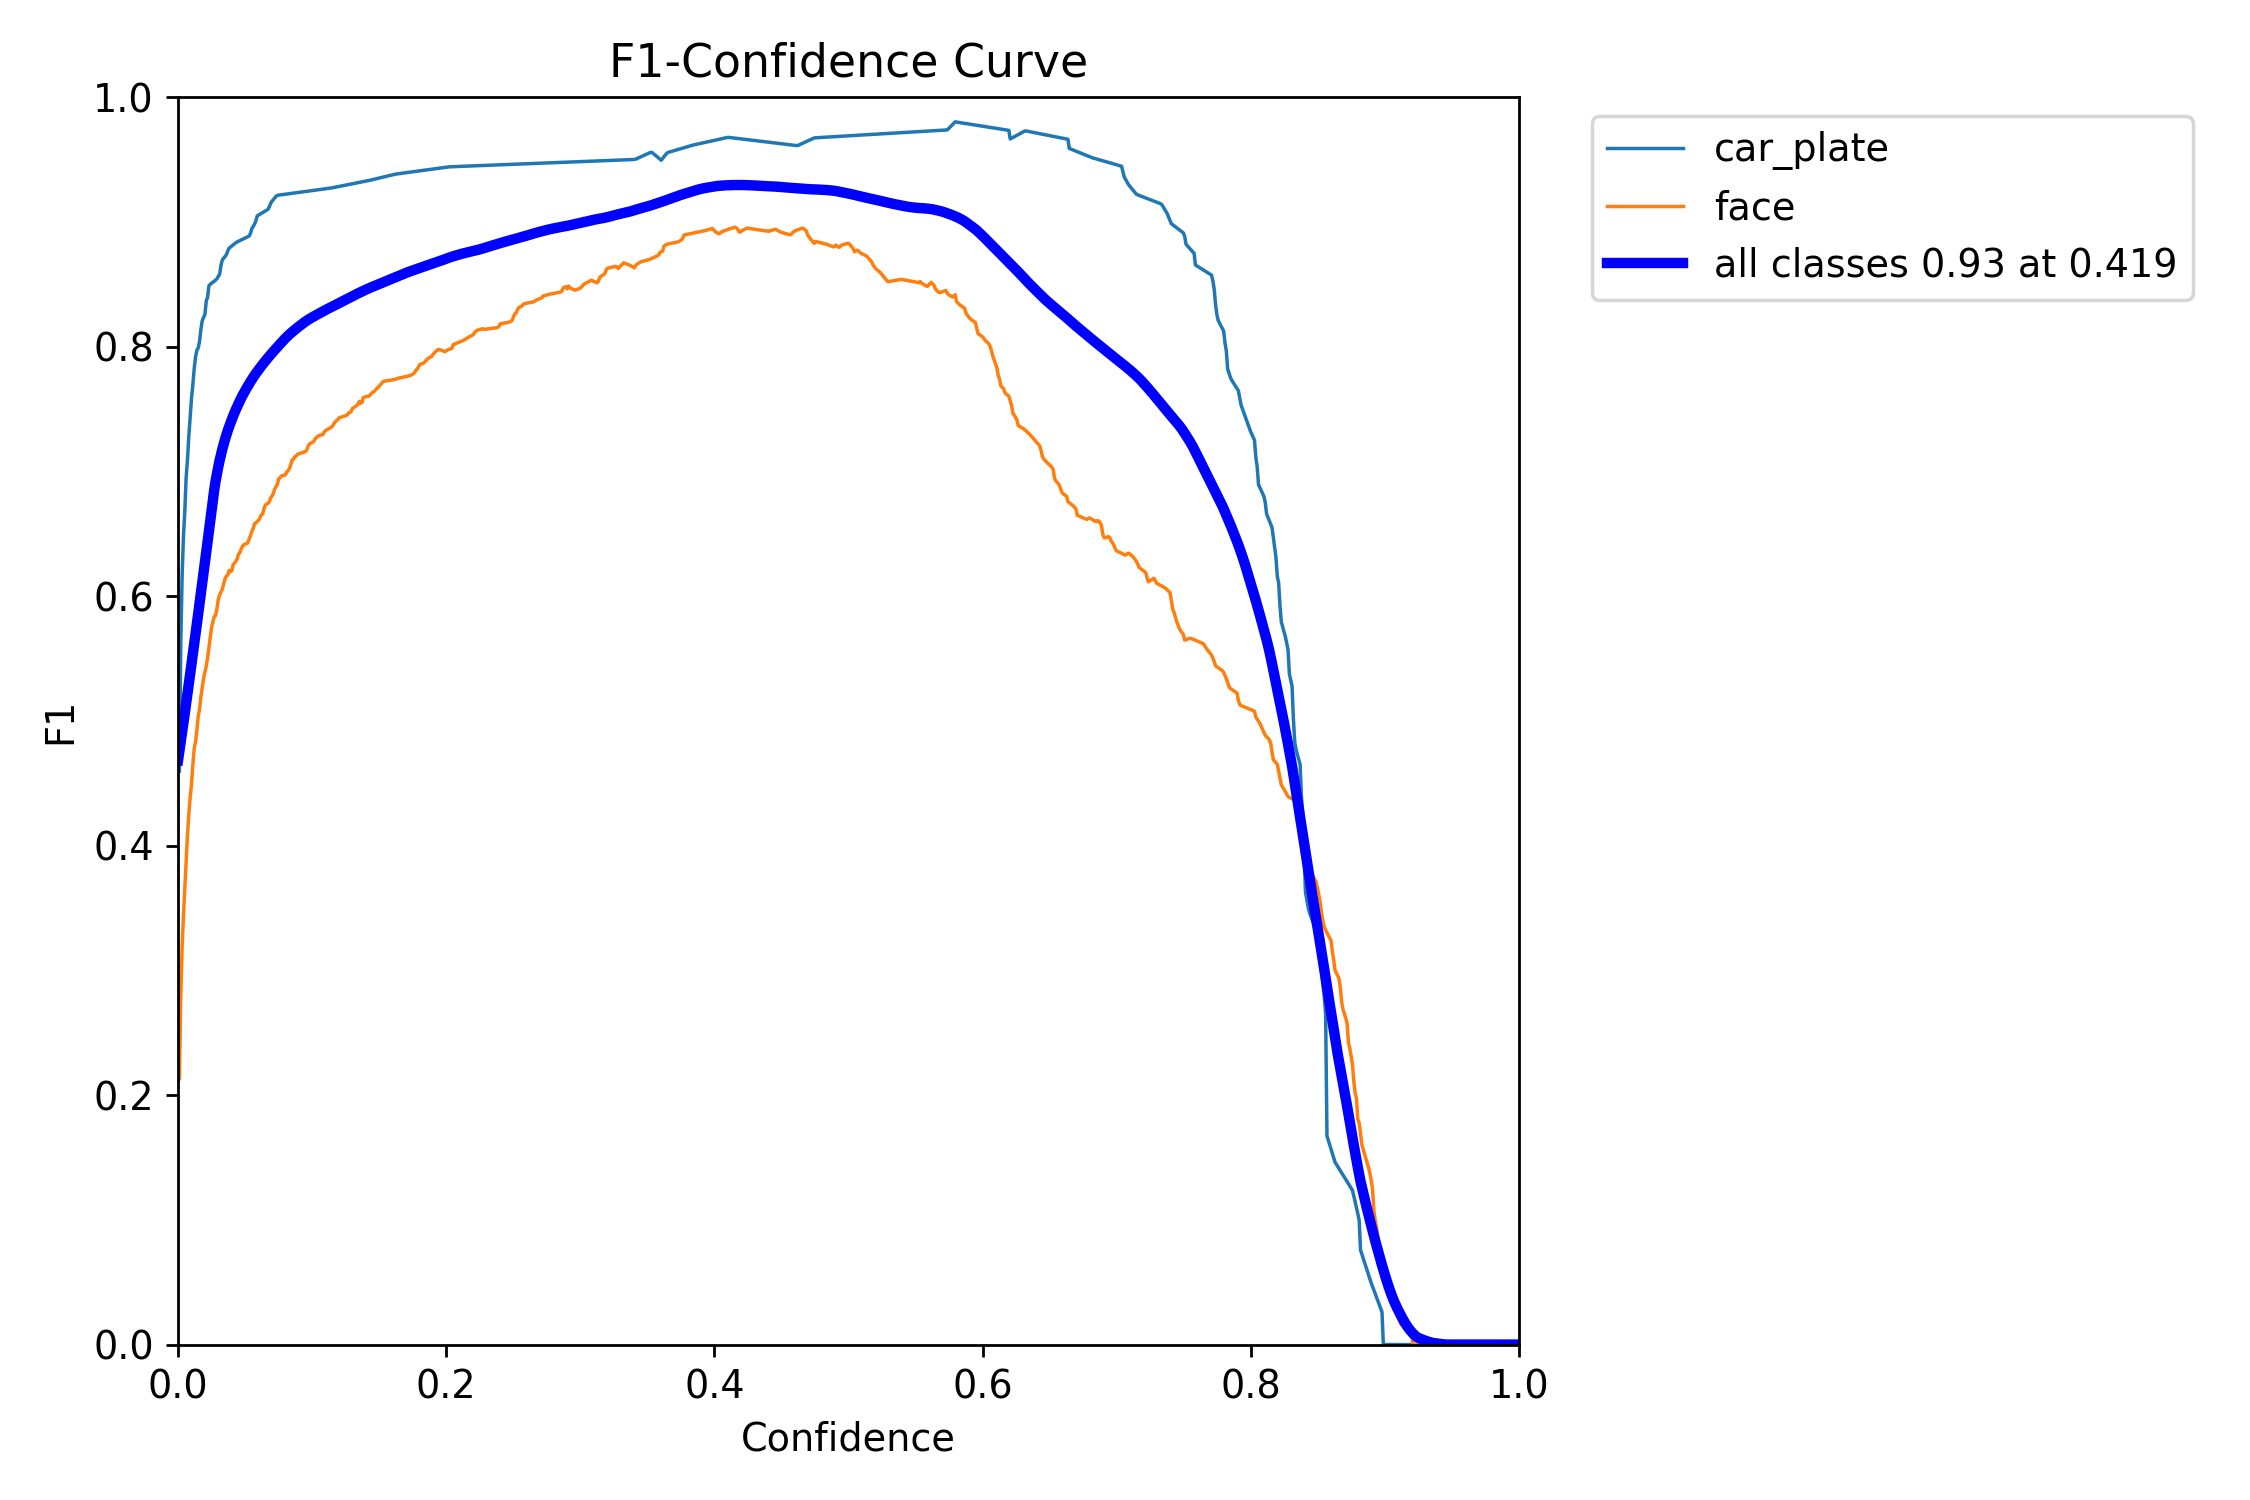 F1-Confidence Curve
1.0
0.8
0.6
0.4
0.2
0.0
F1
0.0 0.2 0.4 0.6 0.8 1.0
Confidence
car_plate
face
all classes 0.93 at 0.419